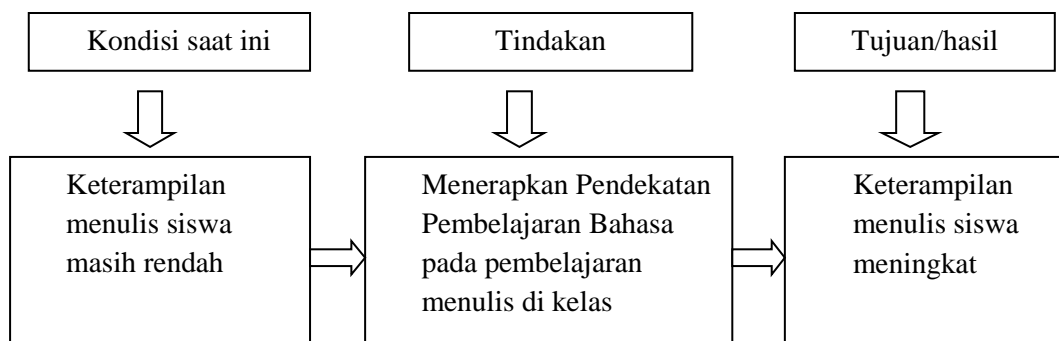 Kondisi saat ini
Tindakan
Tujuan/hasil
Keterampilan
menulis siswa
masih rendah
Menerapkan Pendekatan
Pembelajaran Bahasa
pada pembelajaran
menulis di kelas
Keterampilan
menulis siswa
meningkat